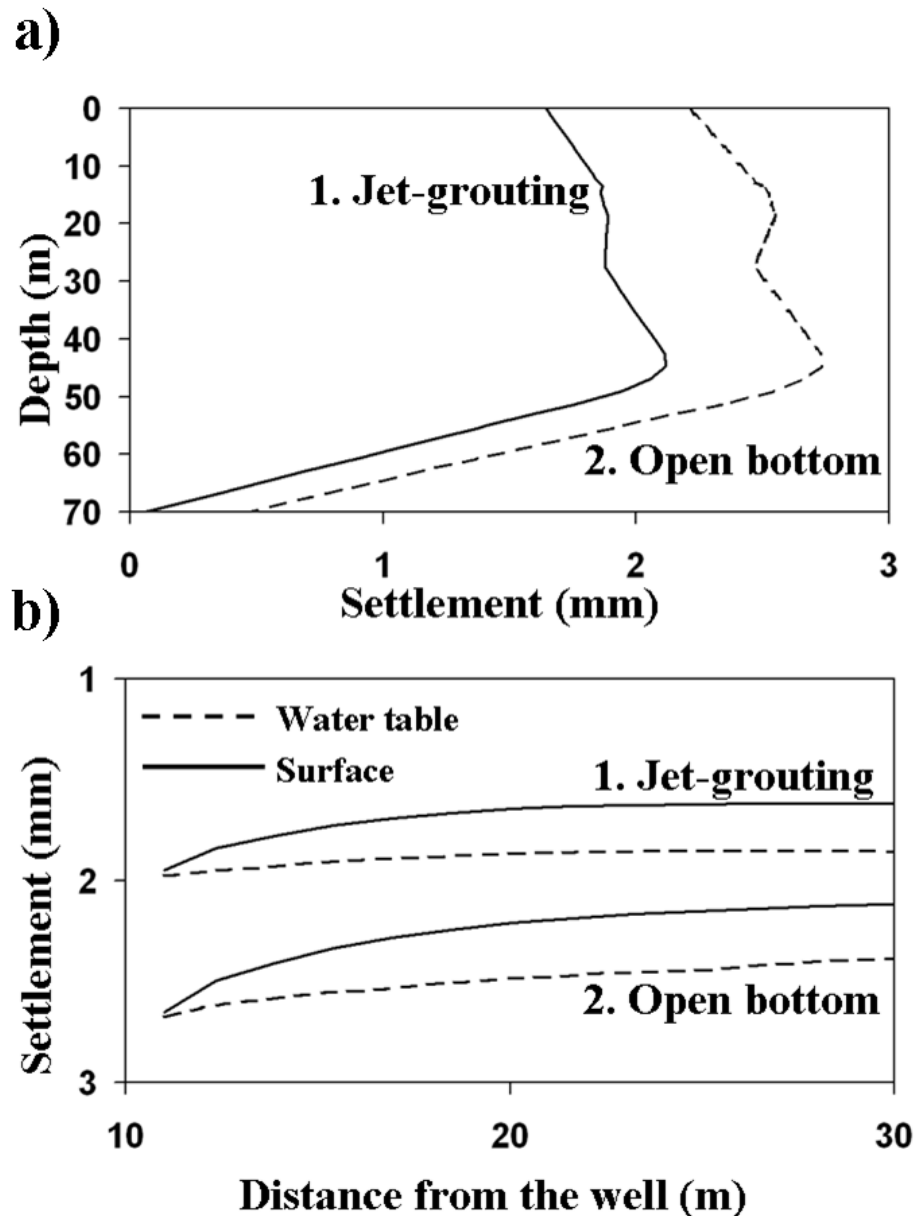 a)
0
10
20
30
40
50
60
70
Depth (m)
1. Jet-grouting
2. Open bottom
0 1 2 3
Settlement (mm)
b)
1
2
3
Settlement (mm)
Water table
Surface
1. Jet-grouting
2. Open bottom
10 20 30
Distance from the well (m)